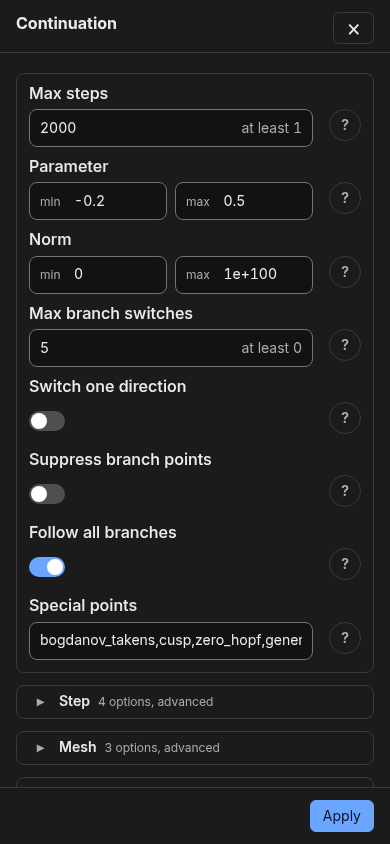 Continuation
×
Max steps
2000 at least 1
?
Parameter
min -0.2 max 0.5
?
Norm
min 0 max 1e+100
?
Max branch switches
5 at least 0
?
Switch one direction
?
Suppress branch points
?
Follow all branches
?
Special points
bogdanov_takens,cusp,zero_hopf,gener
?
► Step 4 options, advanced
► Mesh 3 options, advanced
Apply